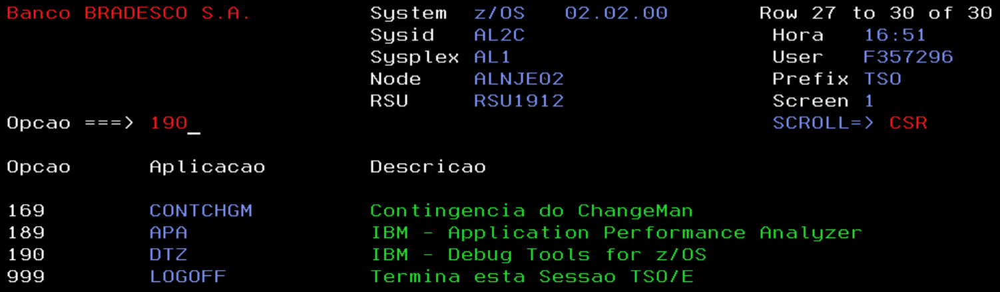 Banco BRADESCO S.A. System z/OS 02.02.00 Row 27 to 30 of 30
Sysid AL2C Hora 16:51
Sysplex AL1 User F357296
Node ALNJE02 Prefix TSO
RSU RSU1912 Screen 1
Opcao ===> 190_ SCROLL=> CSR
Opcao Aplicacao Descricao
169 CONTCHGM Contingencia do ChangeMan
189 APA IBM - Application Performance Analyzer
190 DTZ IBM - Debug Tools for z/OS
999 LOGOFF Termina esta Sessao TSO/E